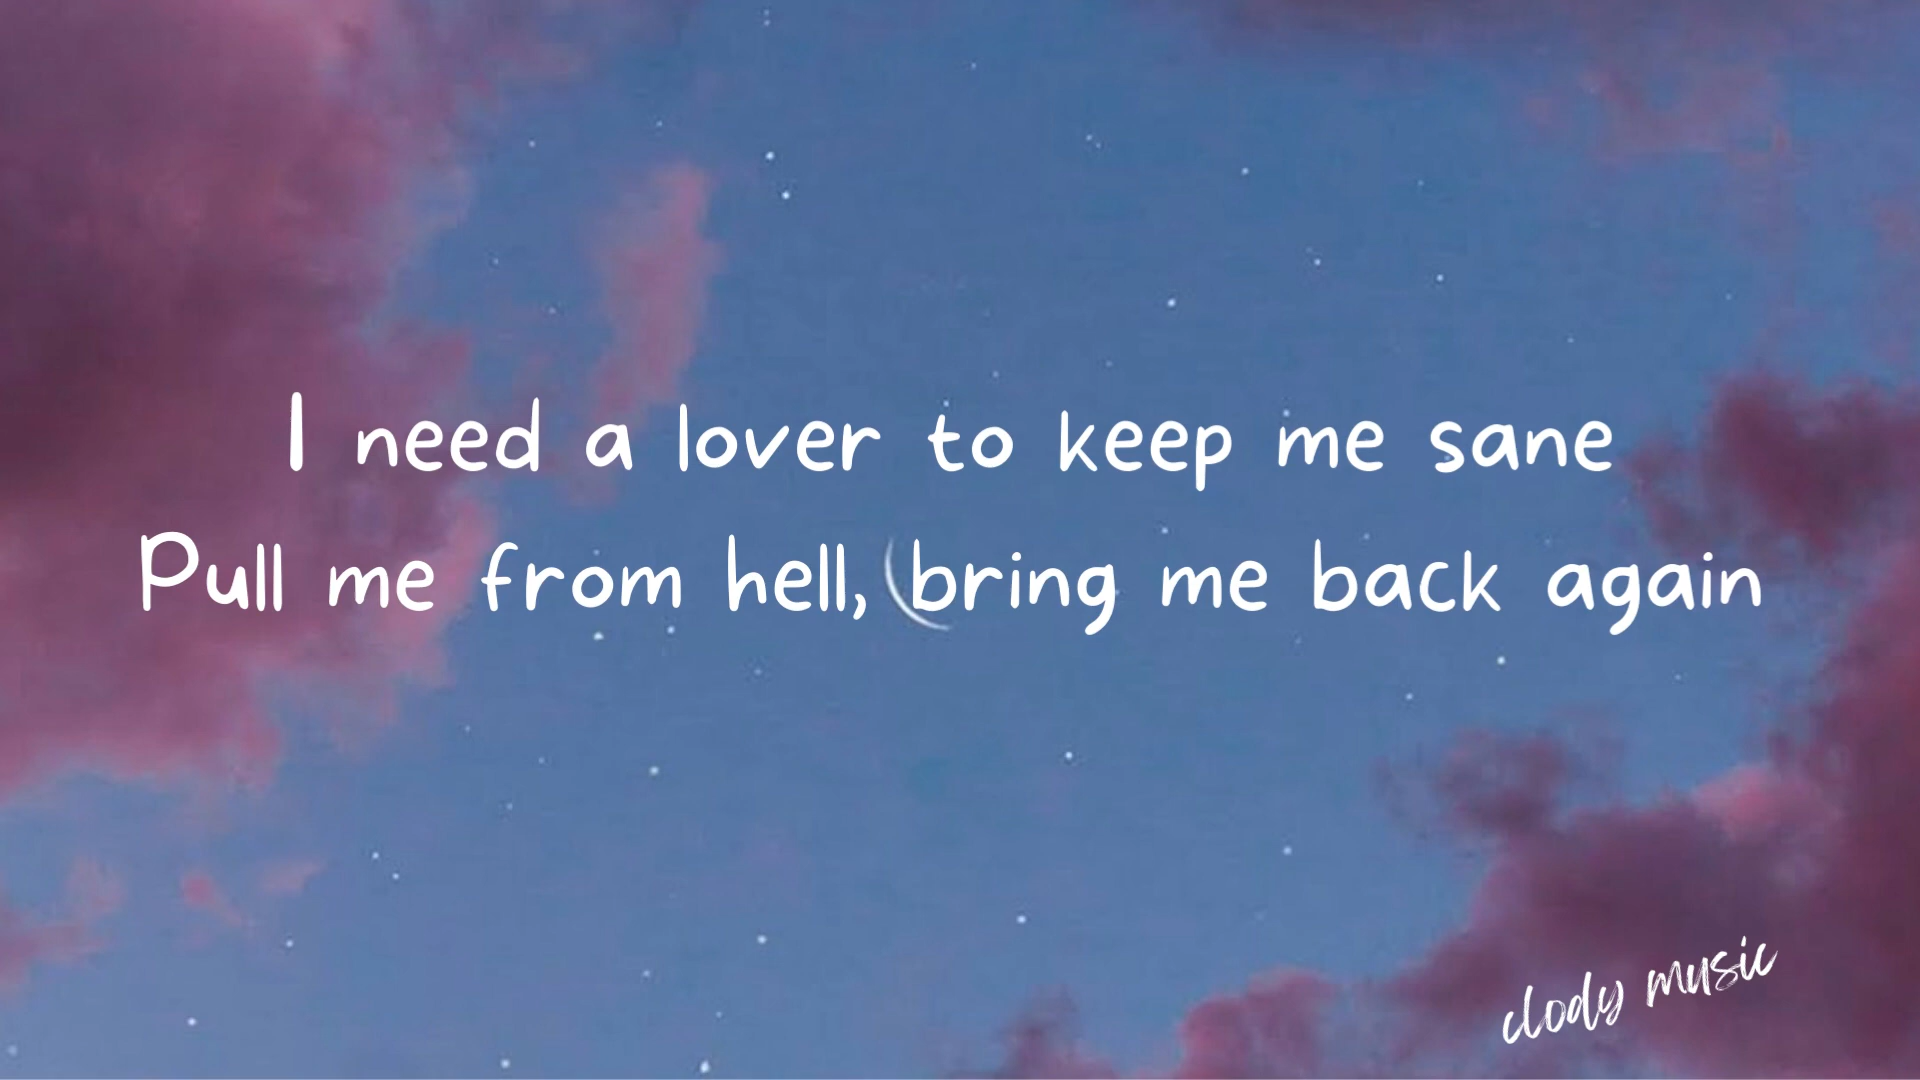 I need a lover to keep me sane
Pull me from hell, bring me back again
clody music